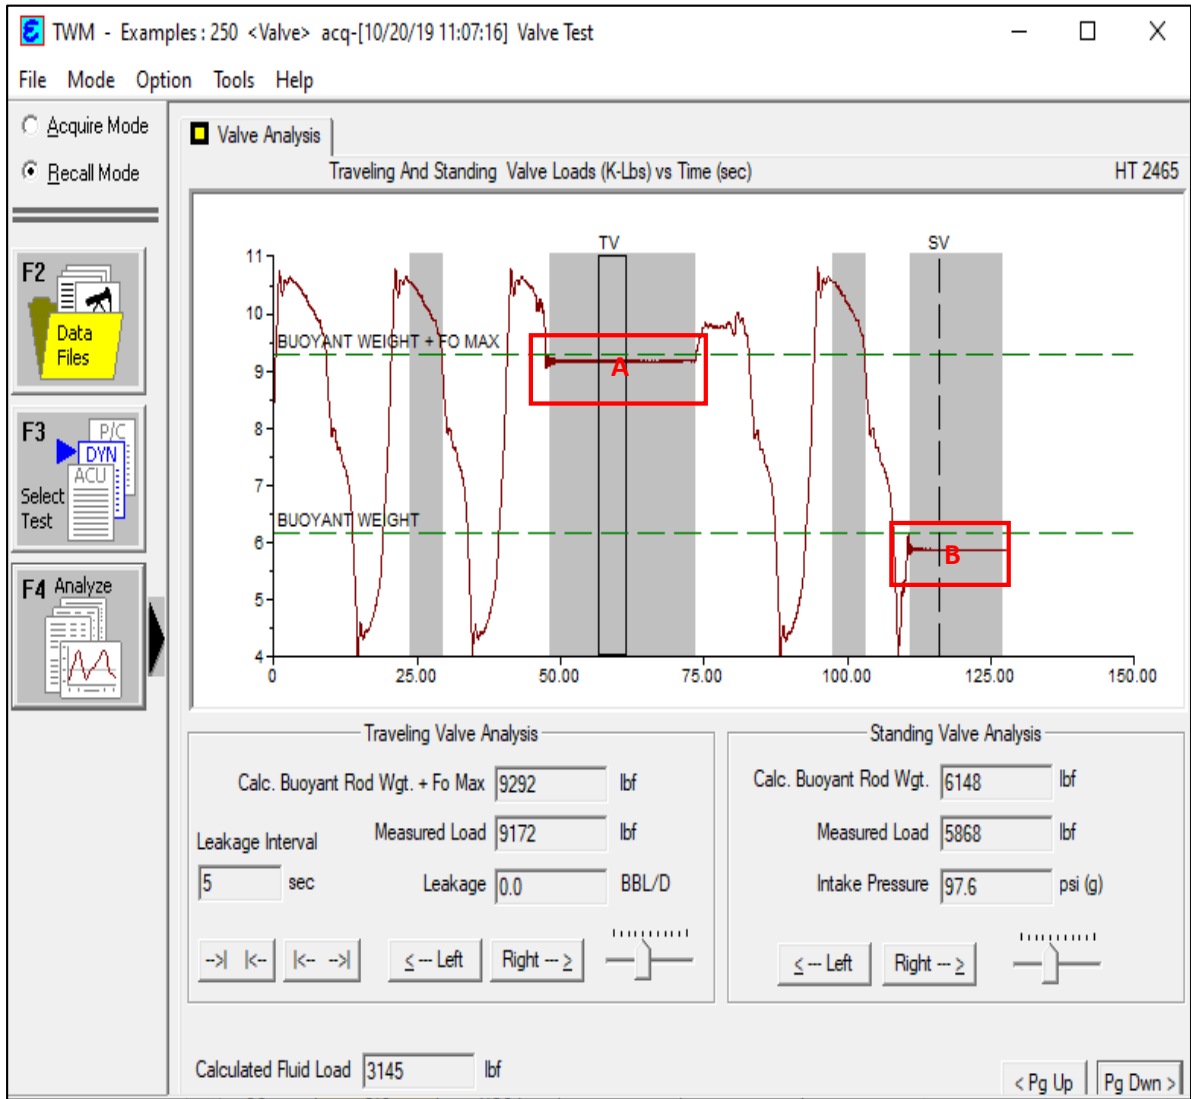 TWM - Examples : 250 <Valve> acq-[10/20/19 11:07:16] Valve Test
File Mode Option Tools Help
Acquire Mode
Recall Mode
F2
Data
Files
F3
P/C
DYN
ACU
Select
Test
F4 Analyze
Valve Analysis
Traveling And Standing Valve Loads (K-Lbs) vs Time (sec) HT 2465
TV SV
11
10
BUOYANT WEIGHT + FO MAX
9
A
8
7
BUOYANT WEIGHT
6
B
5
4
0 25.00 50.00 75.00 100.00 125.00 150.00
Traveling Valve Analysis
Calc. Buoyant Rod Wgt. + Fo Max 9292 lbf
Measured Load 9172 lbf
Leakage Interval
5 sec
Leakage 0.0 BBL/D
-->| |<-- |<-- -->| < --- Left Right --- >
Standing Valve Analysis
Calc. Buoyant Rod Wgt. 6148 lbf
Measured Load 5868 lbf
Intake Pressure 97.6 psi (g)
< --- Left Right --- >
Calculated Fluid Load 3145 lbf
< Pg Up Pg Dwn >